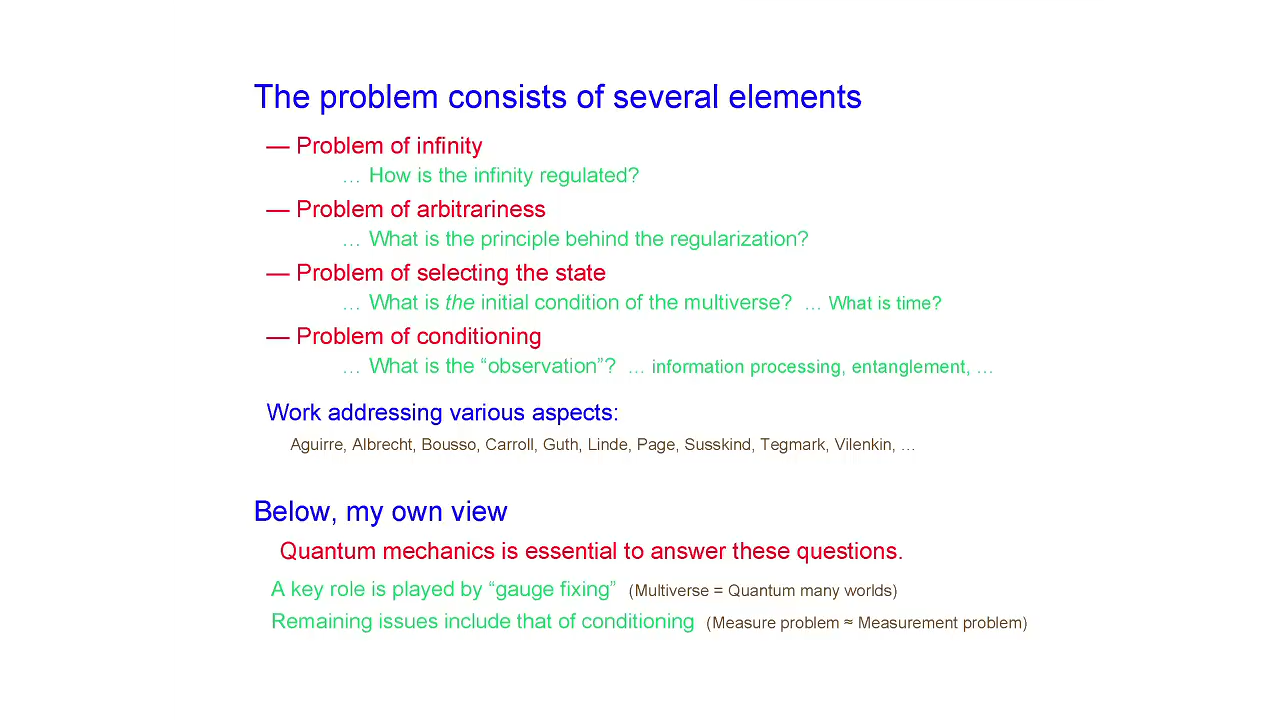 The problem consists of several elements
— Problem of infinity
… How is the infinity regulated?
— Problem of arbitrariness
… What is the principle behind the regularization?
— Problem of selecting the state
… What is the initial condition of the multiverse? … What is time?
— Problem of conditioning
… What is the “observation”? … information processing, entanglement, …
Work addressing various aspects:
Aguirre, Albrecht, Bousso, Carroll, Guth, Linde, Page, Susskind, Tegmark, Vilenkin, …
Below, my own view
Quantum mechanics is essential to answer these questions.
A key role is played by “gauge fixing” (Multiverse = Quantum many worlds)
Remaining issues include that of conditioning (Measure problem ≈ Measurement problem)